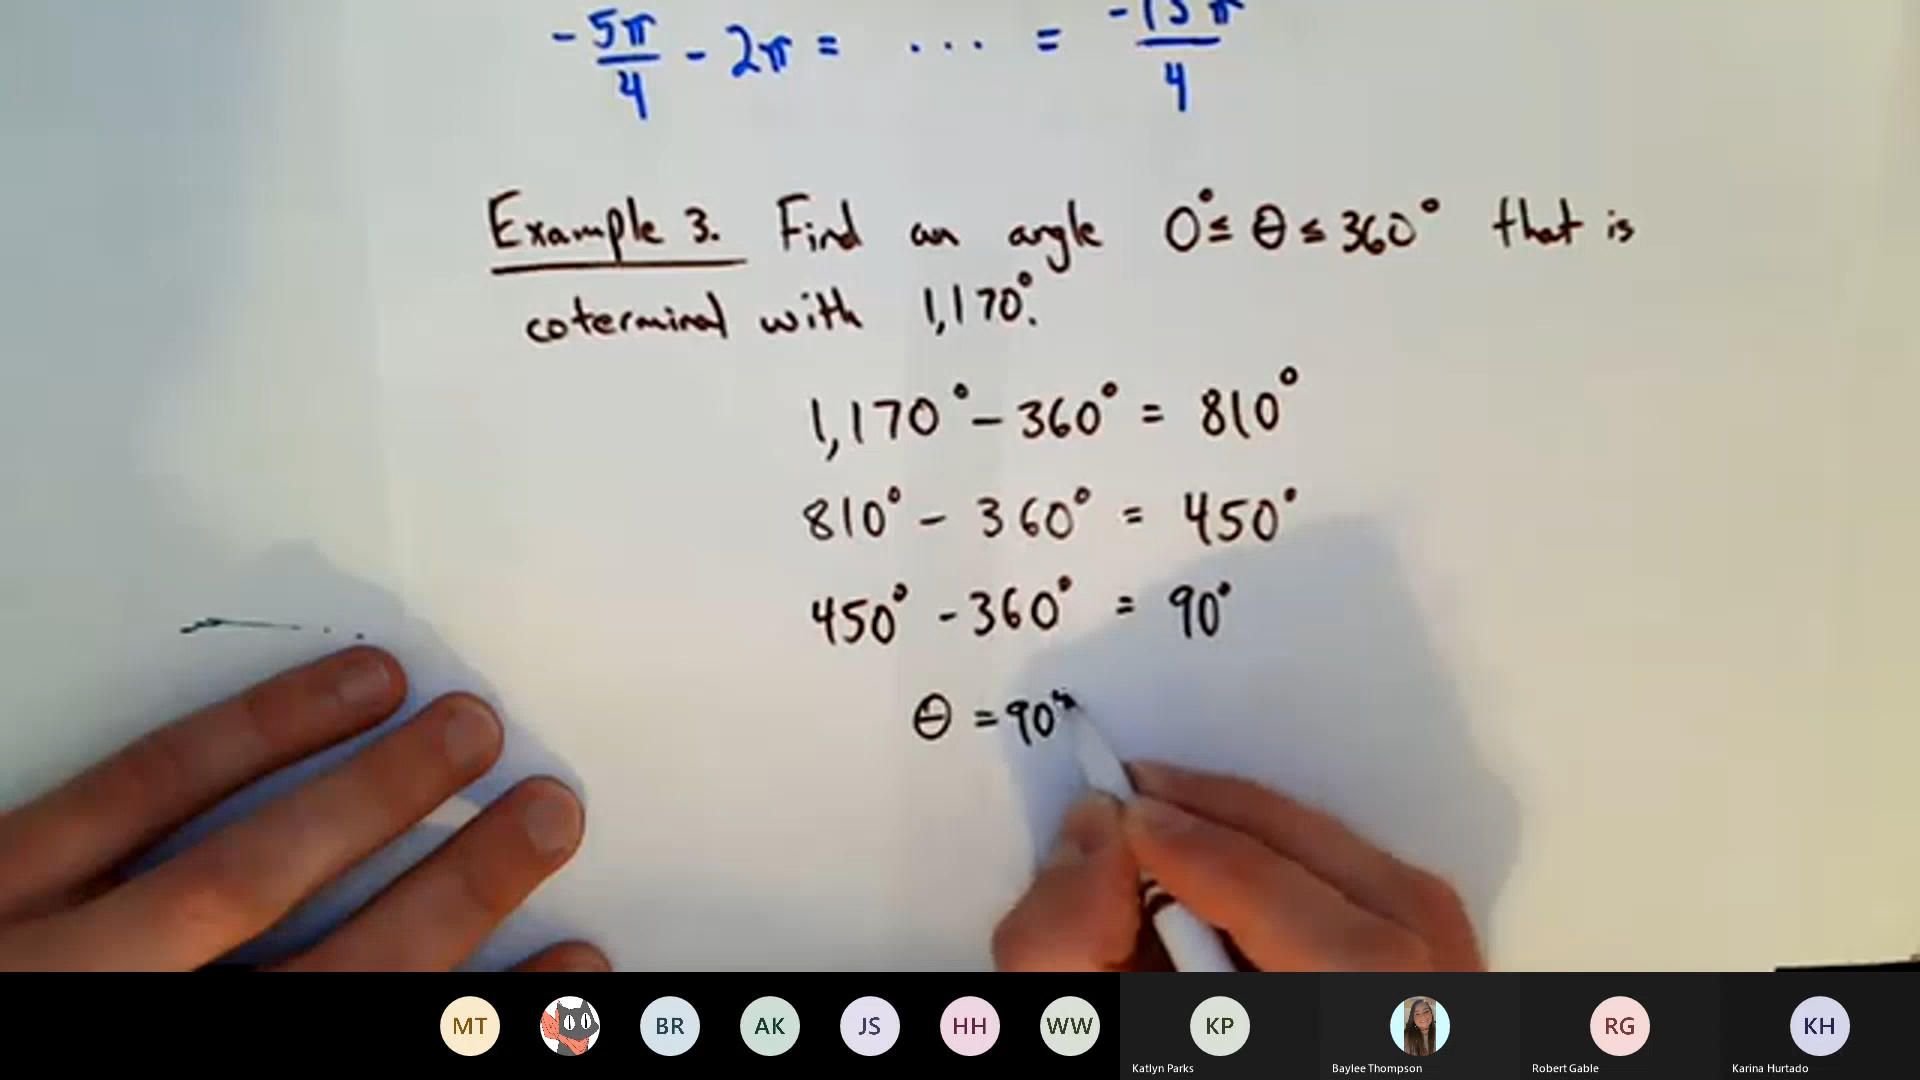 -5π/4 - 2π = ... = -13π/4
Example 3. Find an angle 0° ≤ θ ≤ 360° that is
coterminal with 1,170°.
1,170° - 360° = 810°
810° - 360° = 450°
450° - 360° = 90°
θ = 90°
MT BR AK JS HH WW KP RG KH
Katlyn Parks Baylee Thompson Robert Gable Karina Hurtado